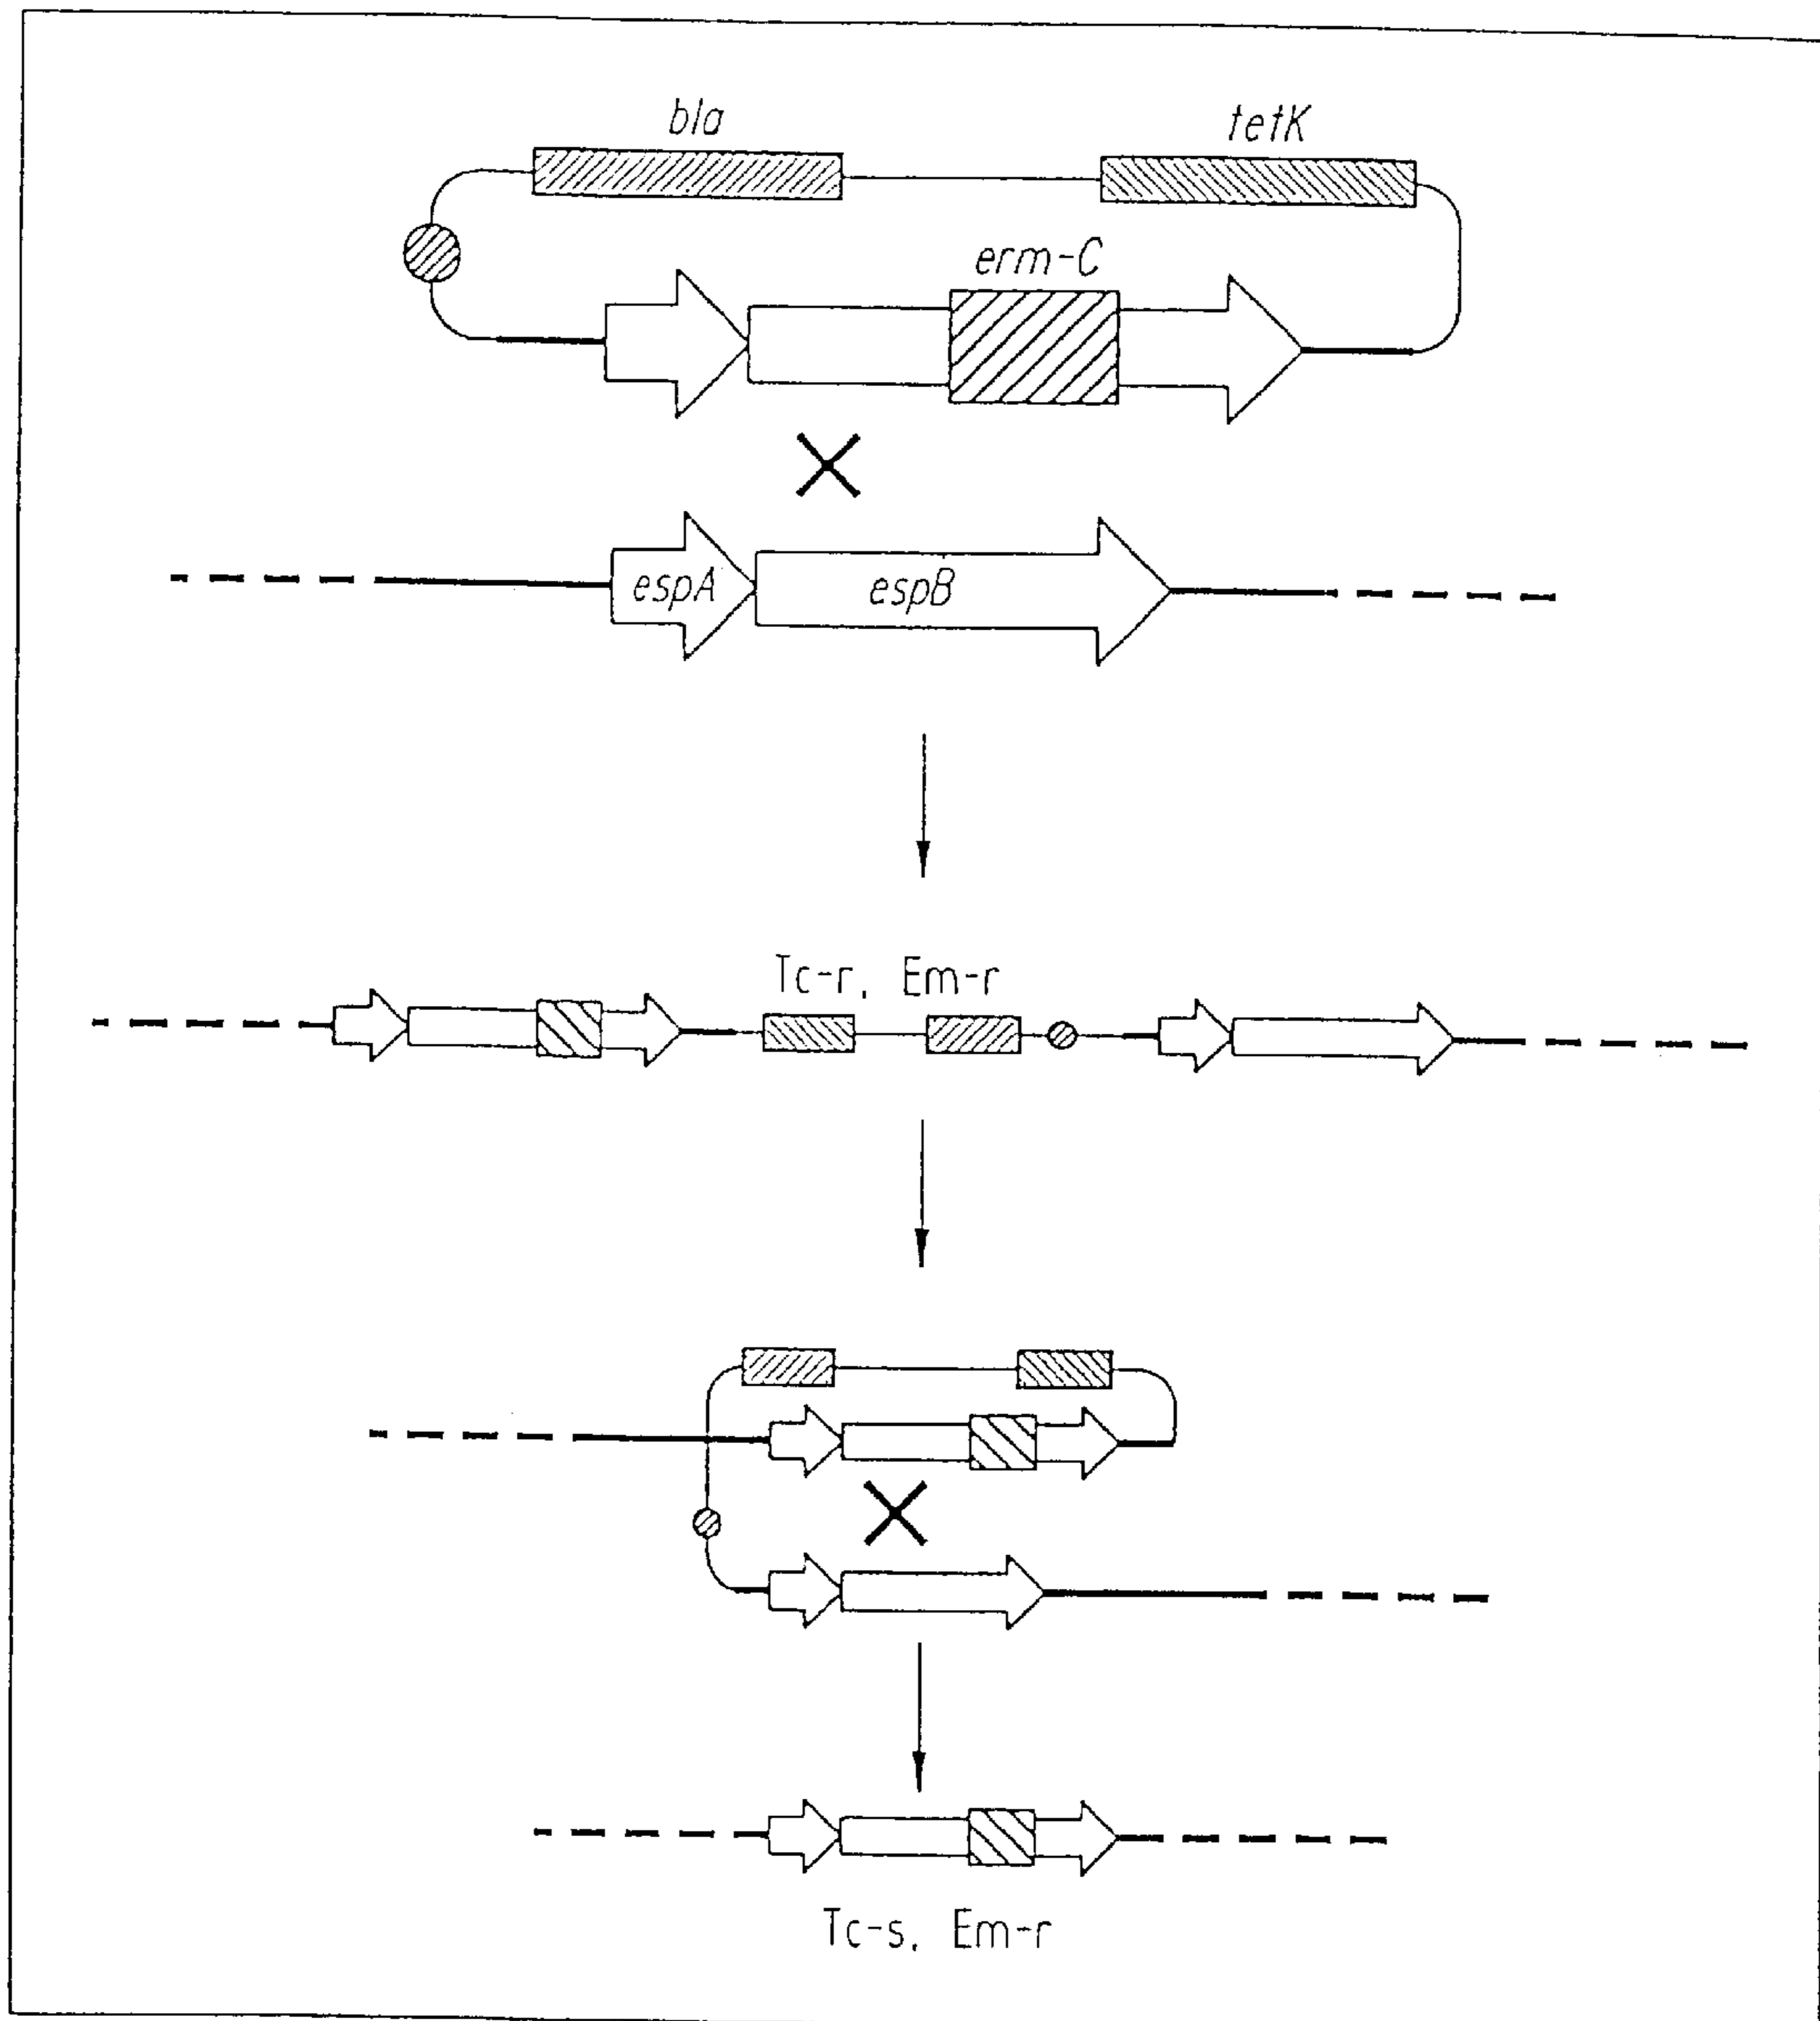 bla tetK
erm-C
espA espB
Tc-r, Em-r
Tc-s, Em-r